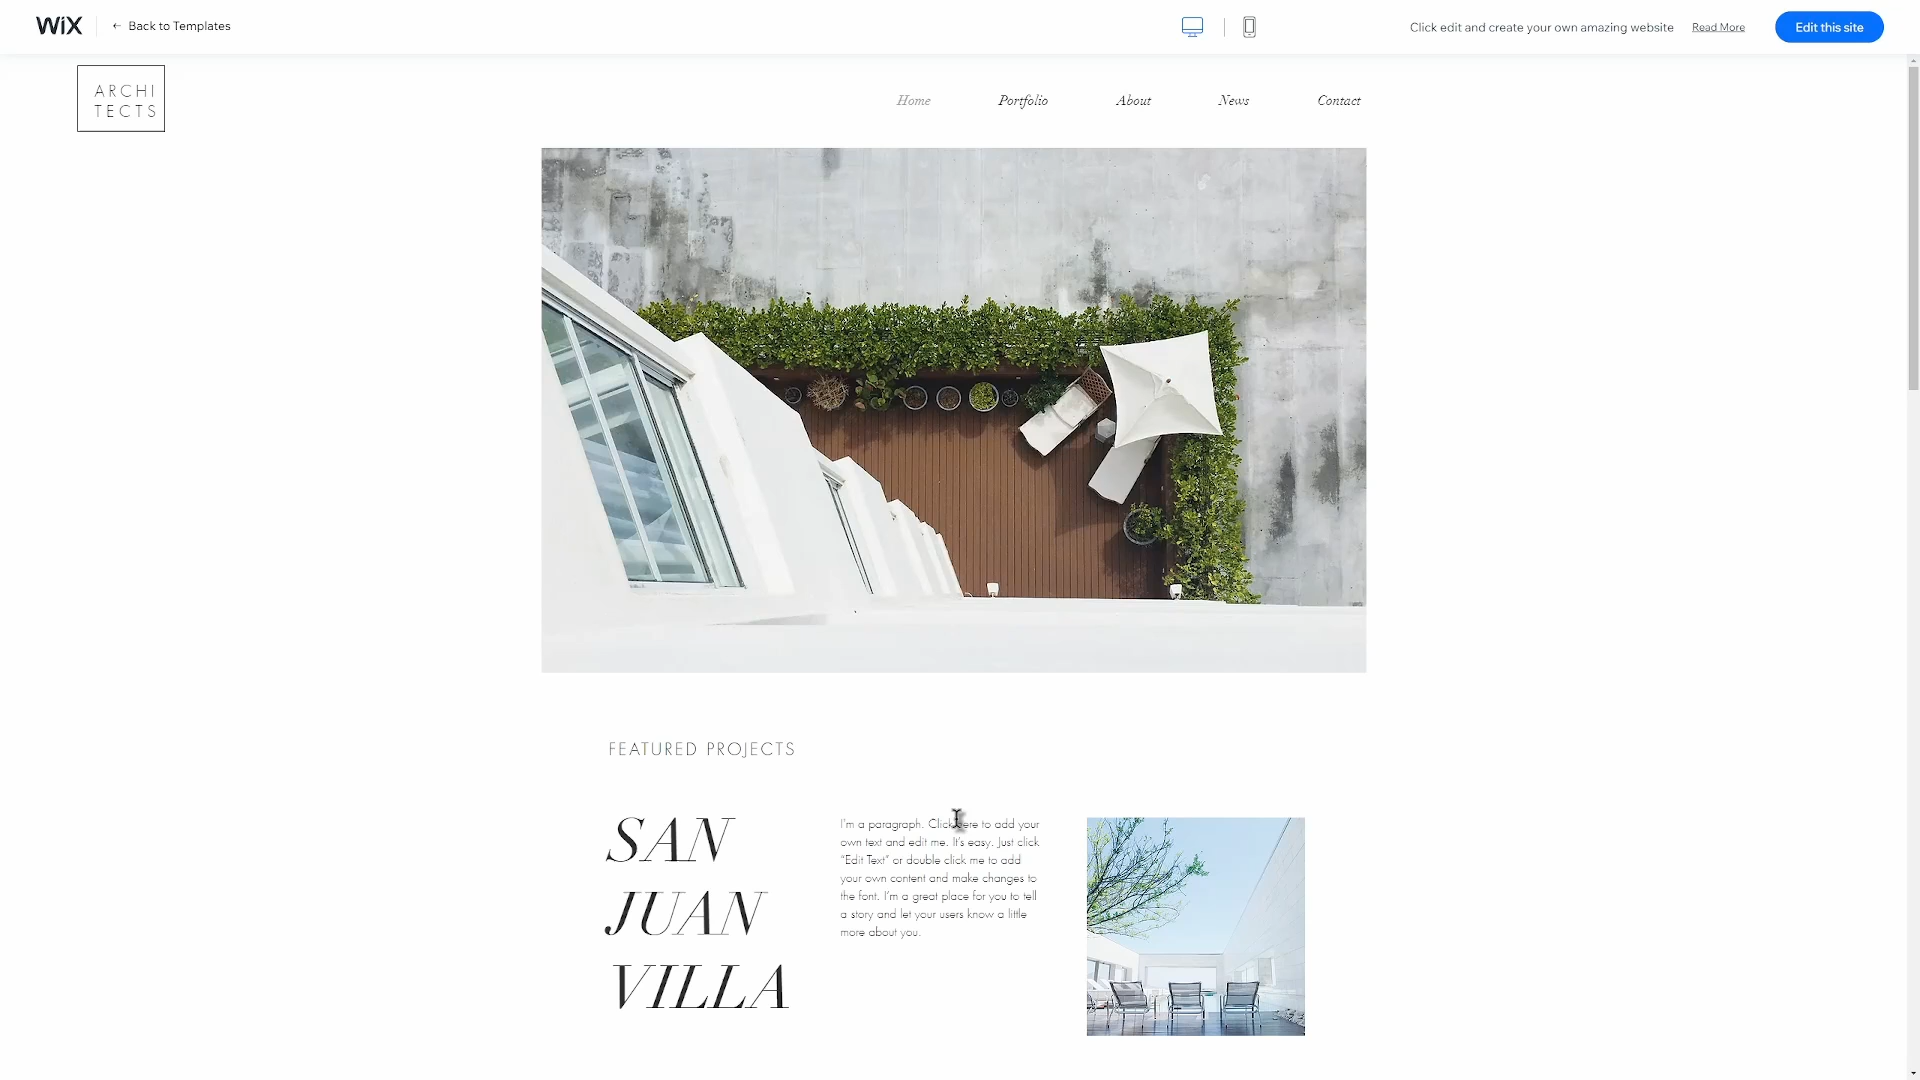 WiX
← Back to Templates
Click edit and create your own amazing website
Read More
Edit this site
ARCHI
TECTS
Home
Portfolio
About
News
Contact
FEATURED PROJECTS
SAN
JUAN
VILLA
I'm a paragraph. Click here to add your
own text and edit me. It's easy. Just click
"Edit Text" or double click me to add
your own content and make changes to
the font. I'm a great place for you to tell
a story and let your users know a little
more about you.